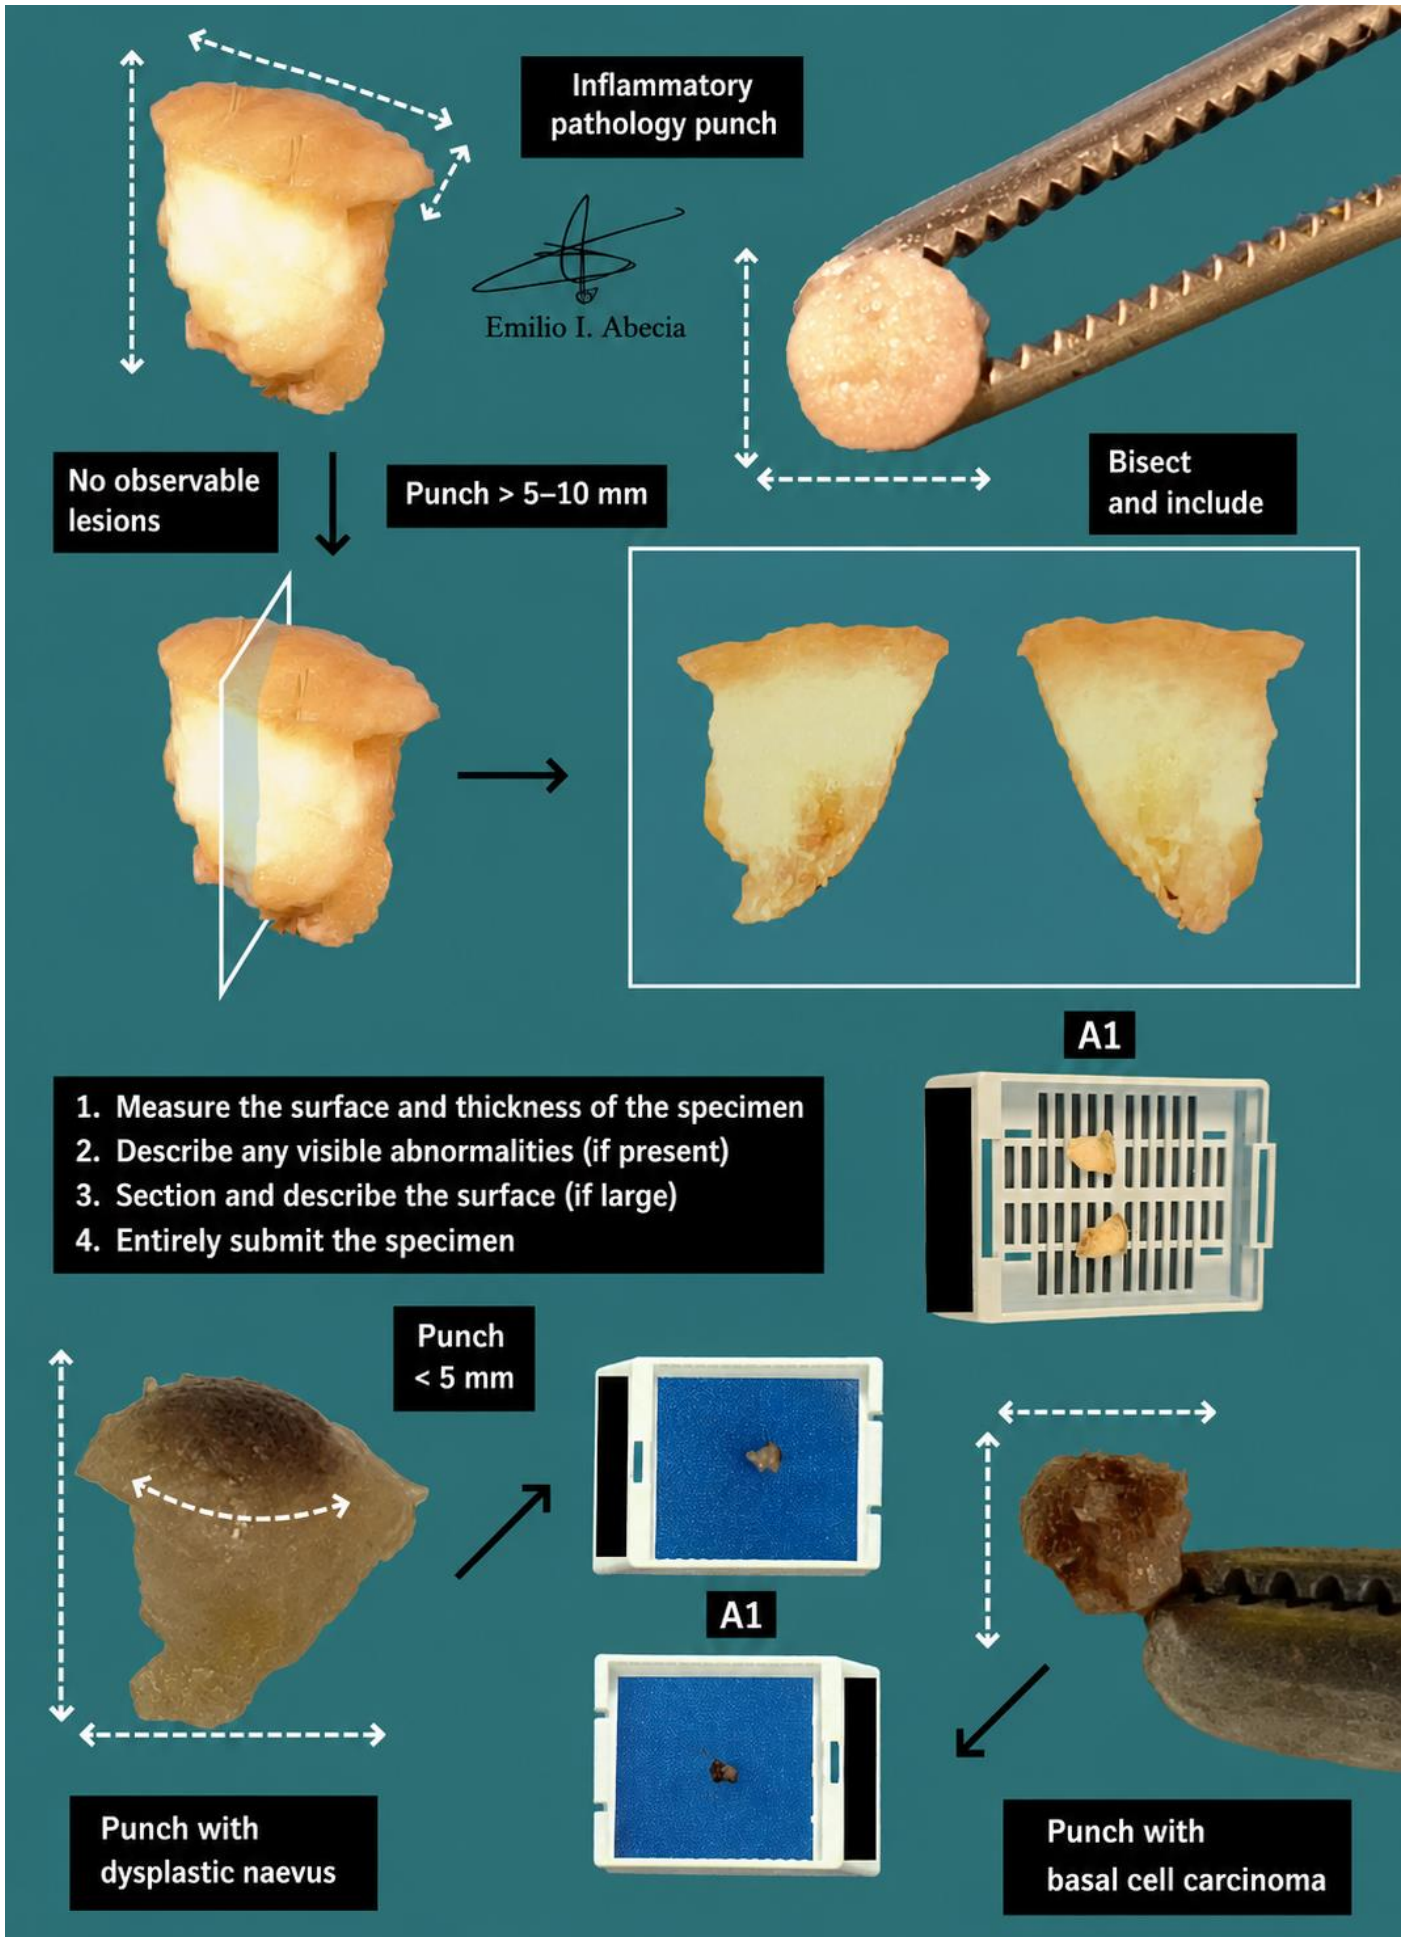 Inflammatory
pathology punch
Emilio I. Abecia
No observable
lesions
Punch > 5–10 mm
Bisect
and include
A1
1. Measure the surface and thickness of the specimen
2. Describe any visible abnormalities (if present)
3. Section and describe the surface (if large)
4. Entirely submit the specimen
Punch
< 5 mm
A1
Punch with
dysplastic naevus
Punch with
basal cell carcinoma